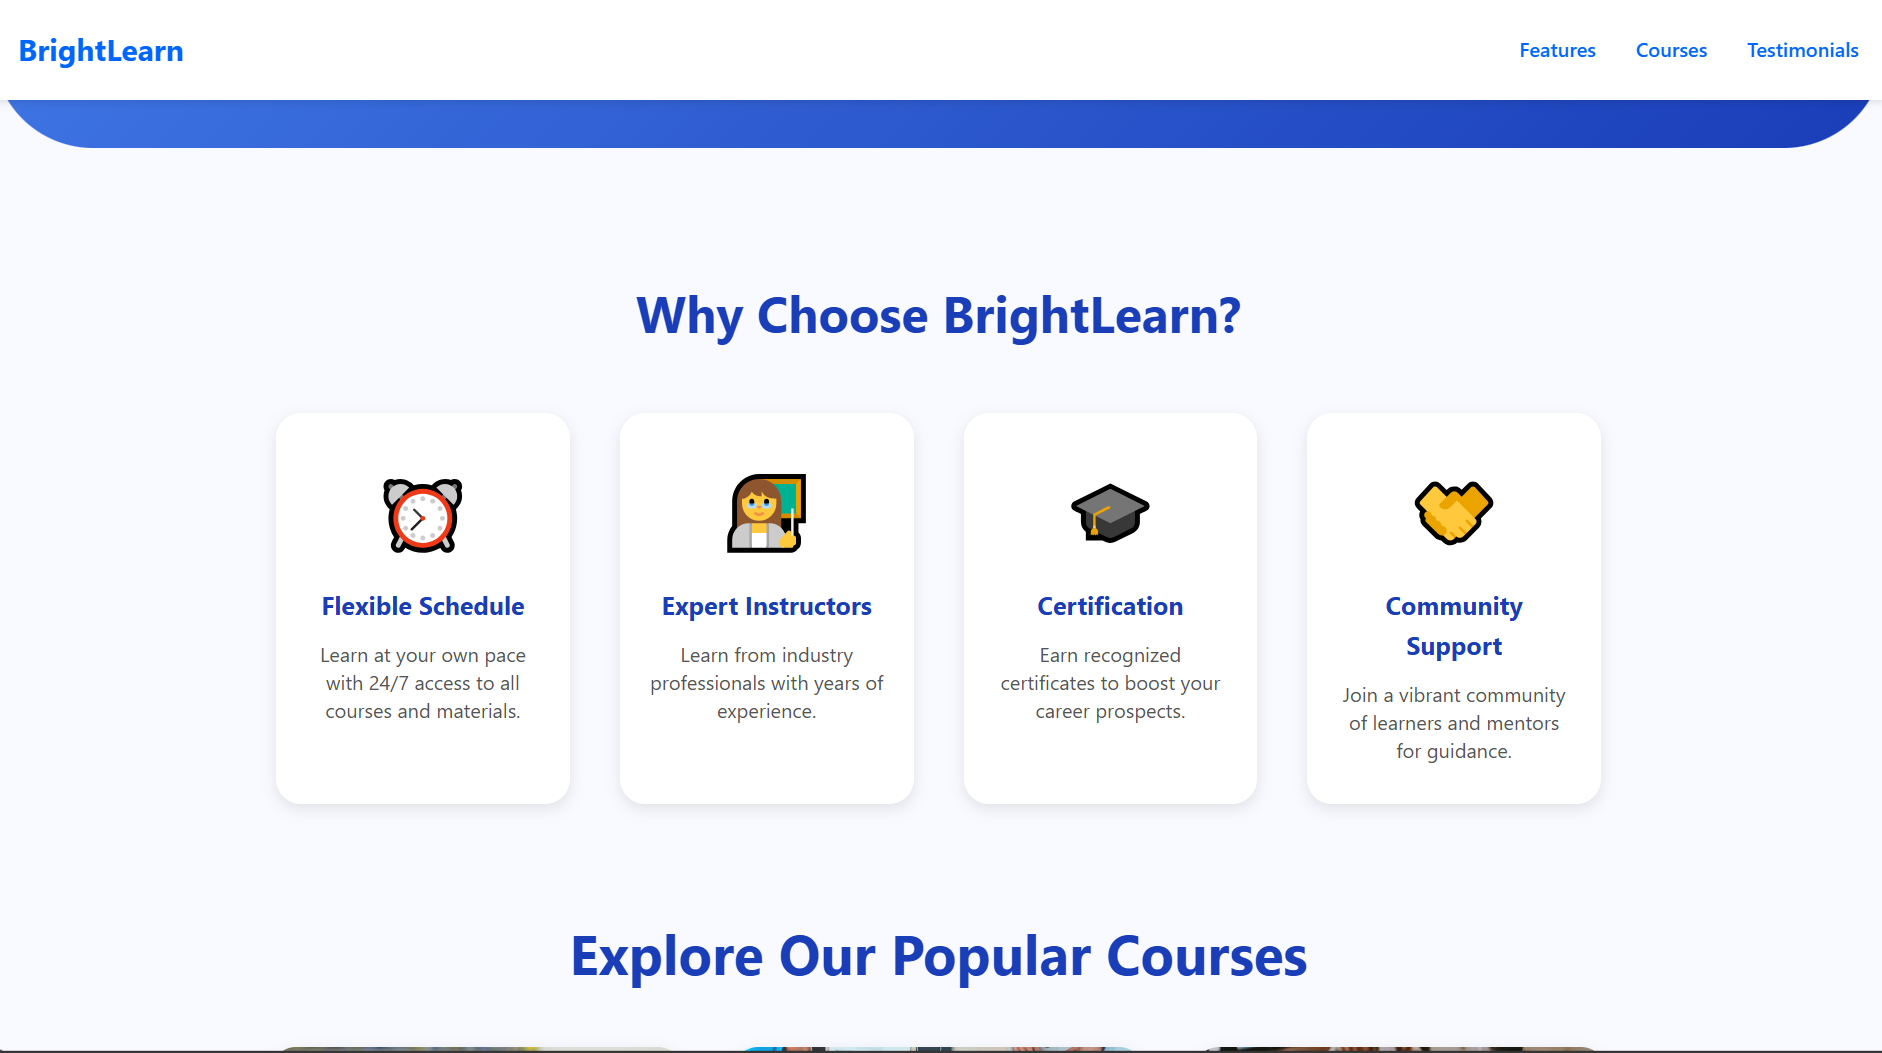 BrightLearn
Features
Courses
Testimonials
Why Choose BrightLearn?
Flexible Schedule
Learn at your own pace
with 24/7 access to all
courses and materials.
Expert Instructors
Learn from industry
professionals with years of
experience.
Certification
Earn recognized
certificates to boost your
career prospects.
Community
Support
Join a vibrant community
of learners and mentors
for guidance.
Explore Our Popular Courses